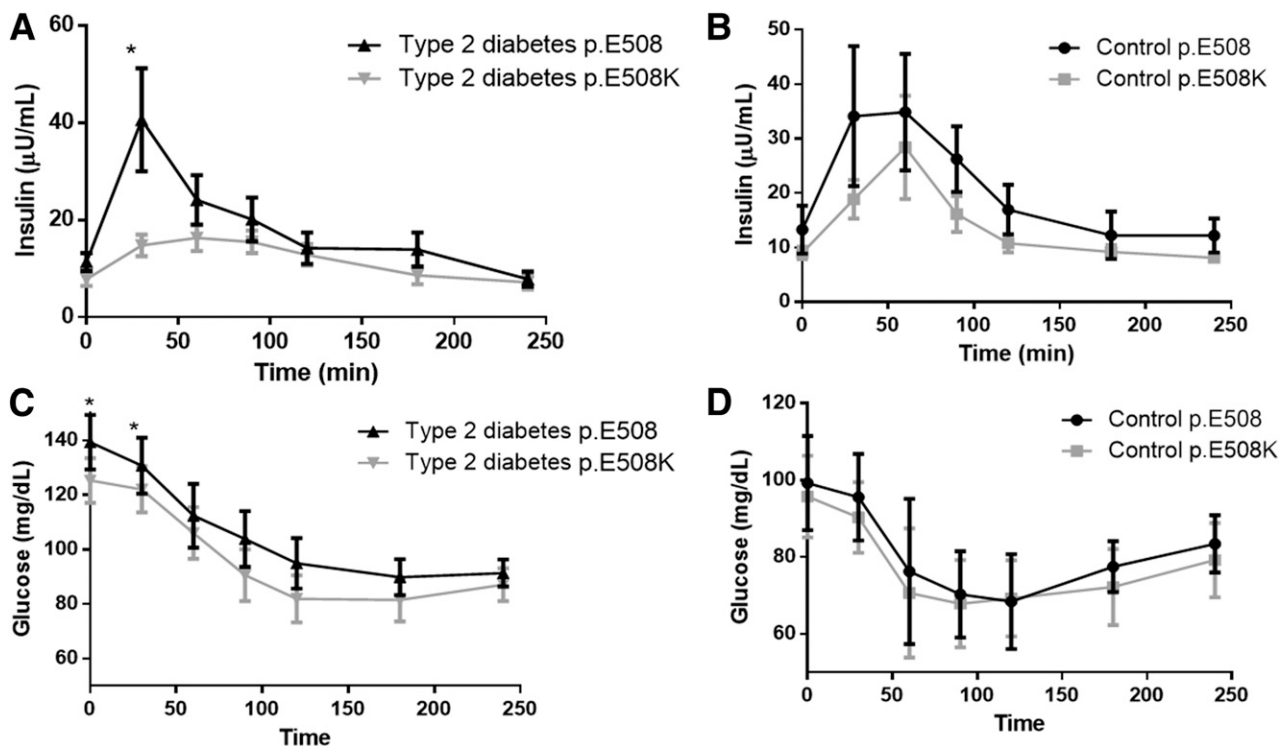 A
Insulin (µU/mL)
60
40
20
0
*
Type 2 diabetes p.E508
Type 2 diabetes p.E508K
0 50 100 150 200 250
Time (min)
B
Insulin (µU/mL)
50
40
30
20
10
0
Control p.E508
Control p.E508K
0 50 100 150 200 250
Time (min)
C
Glucose (mg/dL)
140
120
100
80
60
*
*
Type 2 diabetes p.E508
Type 2 diabetes p.E508K
0 50 100 150 200 250
Time
D
Glucose (mg/dL)
120
100
80
60
Control p.E508
Control p.E508K
0 50 100 150 200 250
Time